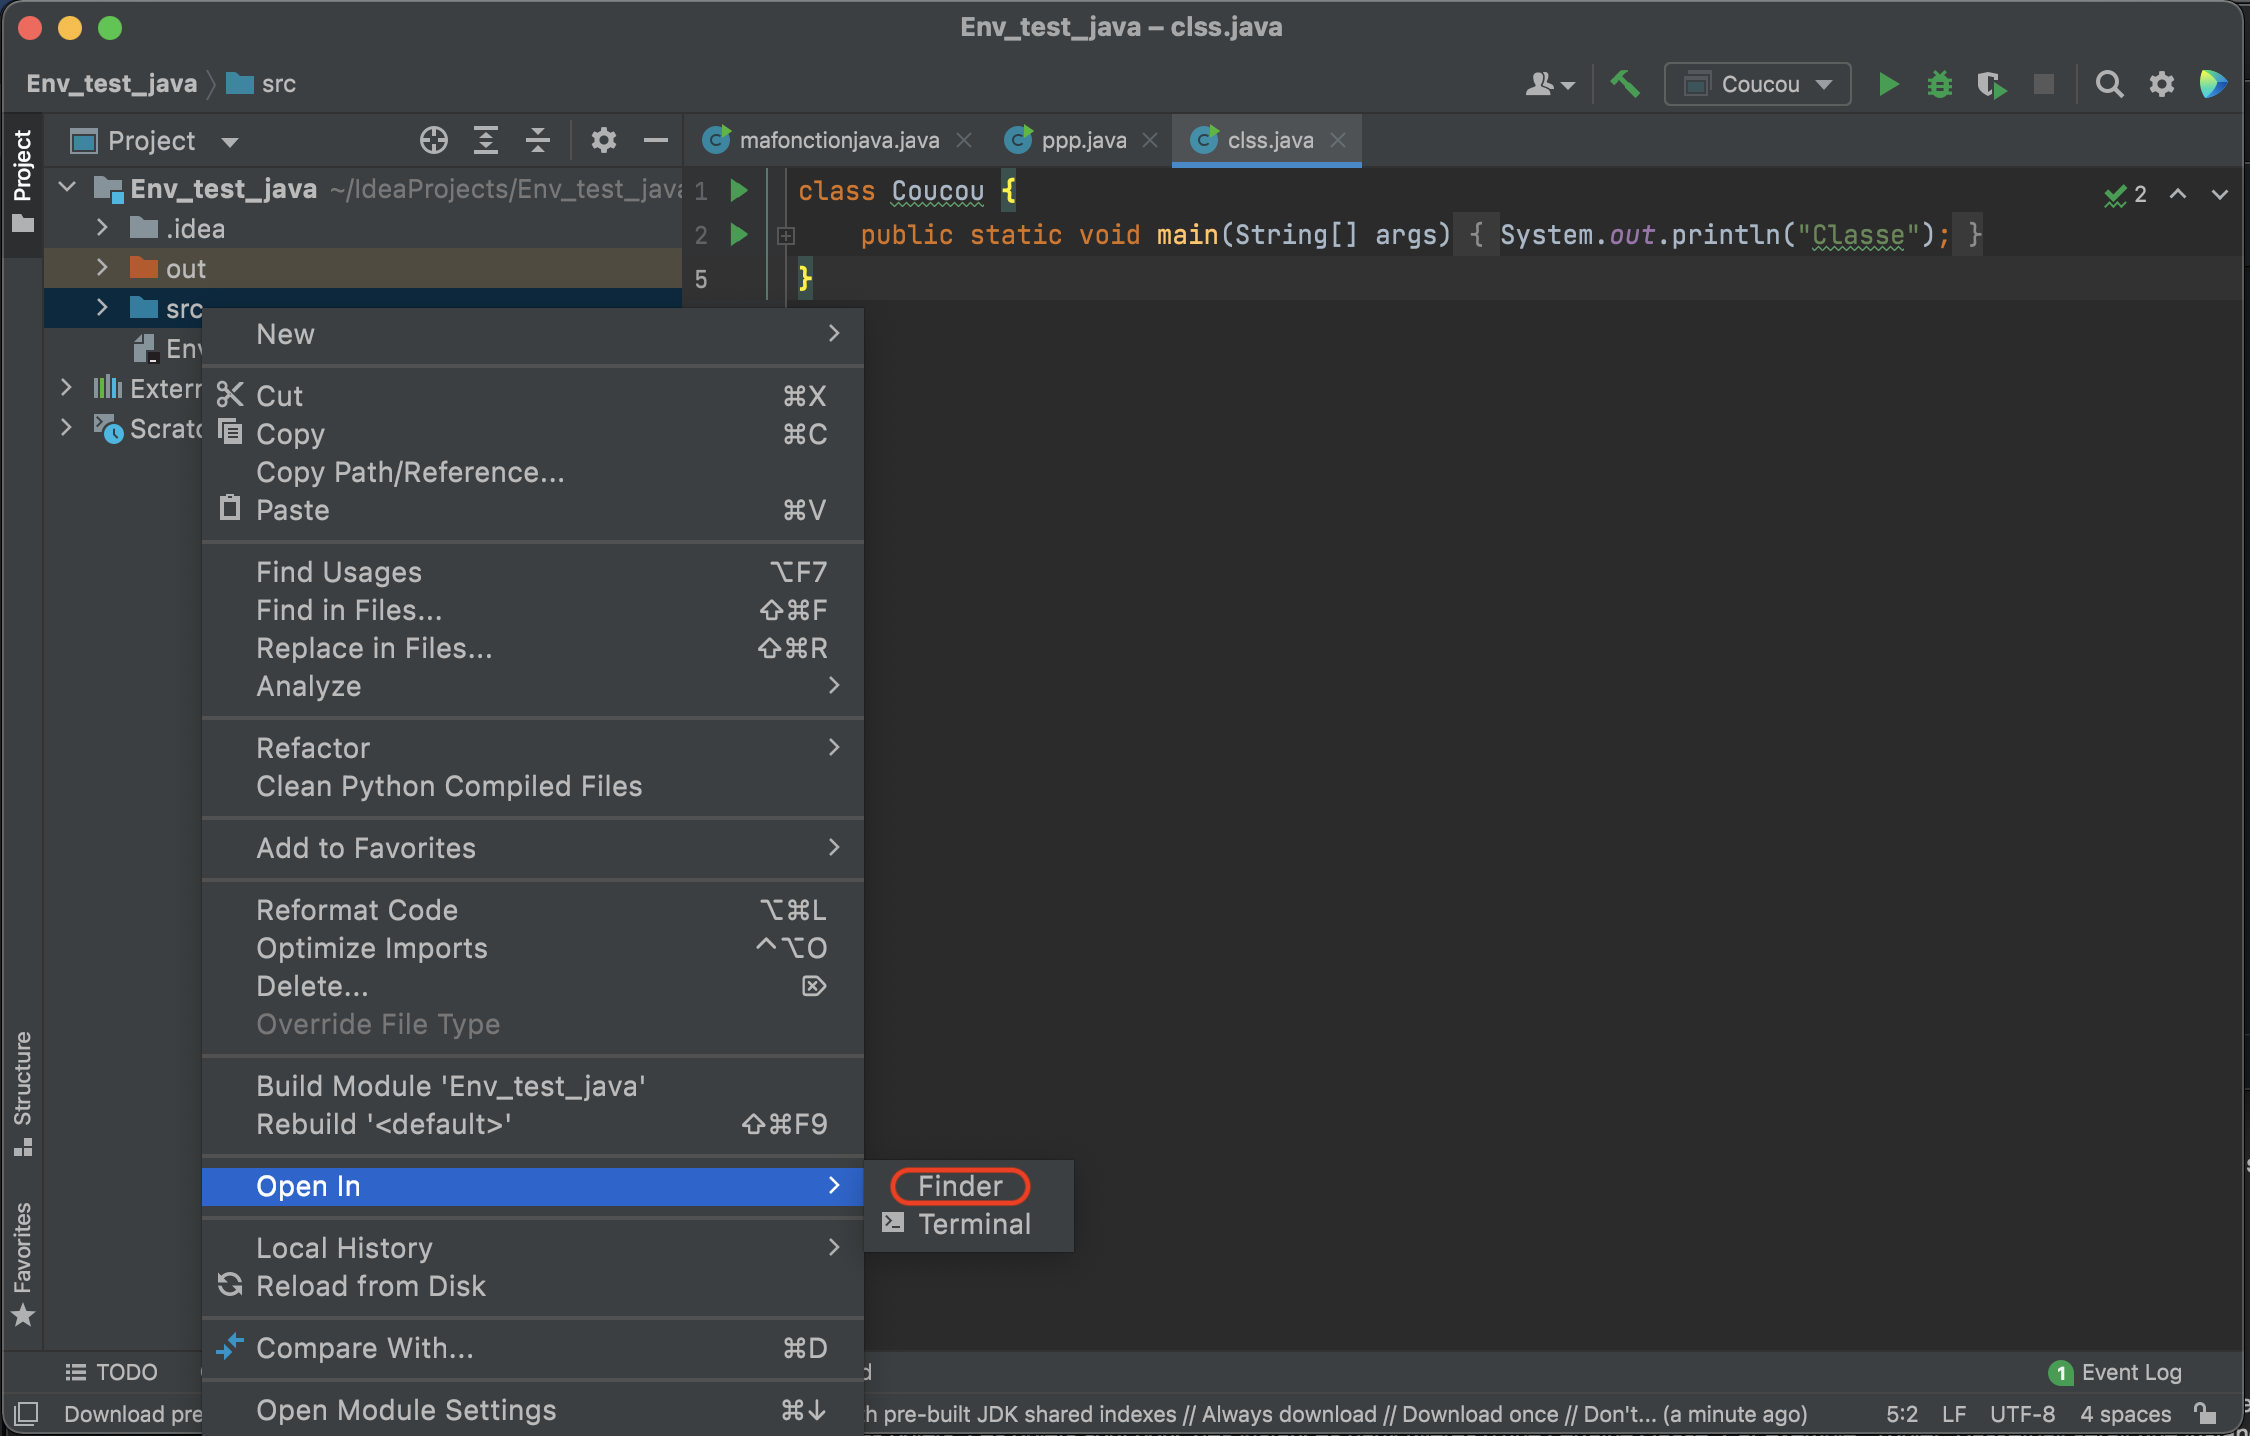 Env_test_java – clss.java
Env_test_java src
Coucou
Project
Project
mafonctionjava.java
ppp.java
clss.java
Env_test_java ~/IdeaProjects/Env_test_java
.idea
out
src
1 class Coucou {
2 public static void main(String[] args) { System.out.println("Classe"); }
5 }
2
New
Cut ⌘X
Copy ⌘C
Copy Path/Reference...
Paste ⌘V
Find Usages ⌥F7
Find in Files... ⇧⌘F
Replace in Files... ⇧⌘R
Analyze
Refactor
Clean Python Compiled Files
Add to Favorites
Reformat Code ⌥⌘L
Optimize Imports ^⌥O
Delete... ⌦
Override File Type
Build Module 'Env_test_java'
Rebuild '<default>' ⇧⌘F9
Open In
Finder
Terminal
Local History
Reload from Disk
Compare With... ⌘D
Open Module Settings ⌘↓
Structure
Favorites
TODO
1 Event Log
Download pre-built JDK shared indexes // Always download // Download once // Don't... (a minute ago)
5:2 LF UTF-8 4 spaces